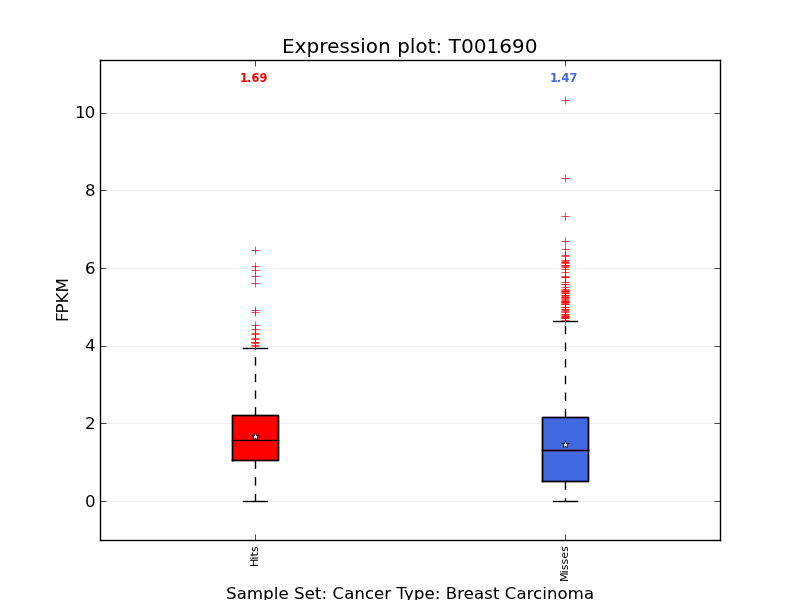 Expression plot: T001690
1.69
1.47
10
8
6
4
2
0
FPKM
Hits
Misses
Sample Set: Cancer Type: Breast Carcinoma